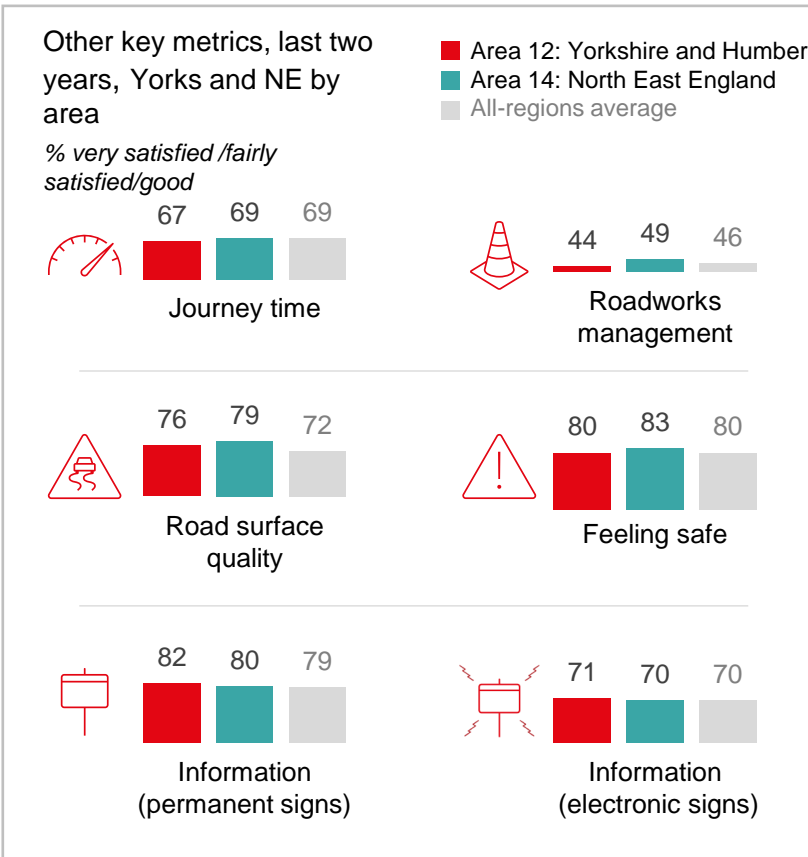 Other key metrics, last two
years, Yorks and NE by
area
% very satisfied /fairly
satisfied/good
Area 12: Yorkshire and Humber
Area 14: North East England
All-regions average
67 69 69
Journey time
44 49 46
Roadworks
management
76 79 72
Road surface
quality
80 83 80
Feeling safe
82 80 79
Information
(permanent signs)
71 70 70
Information
(electronic signs)